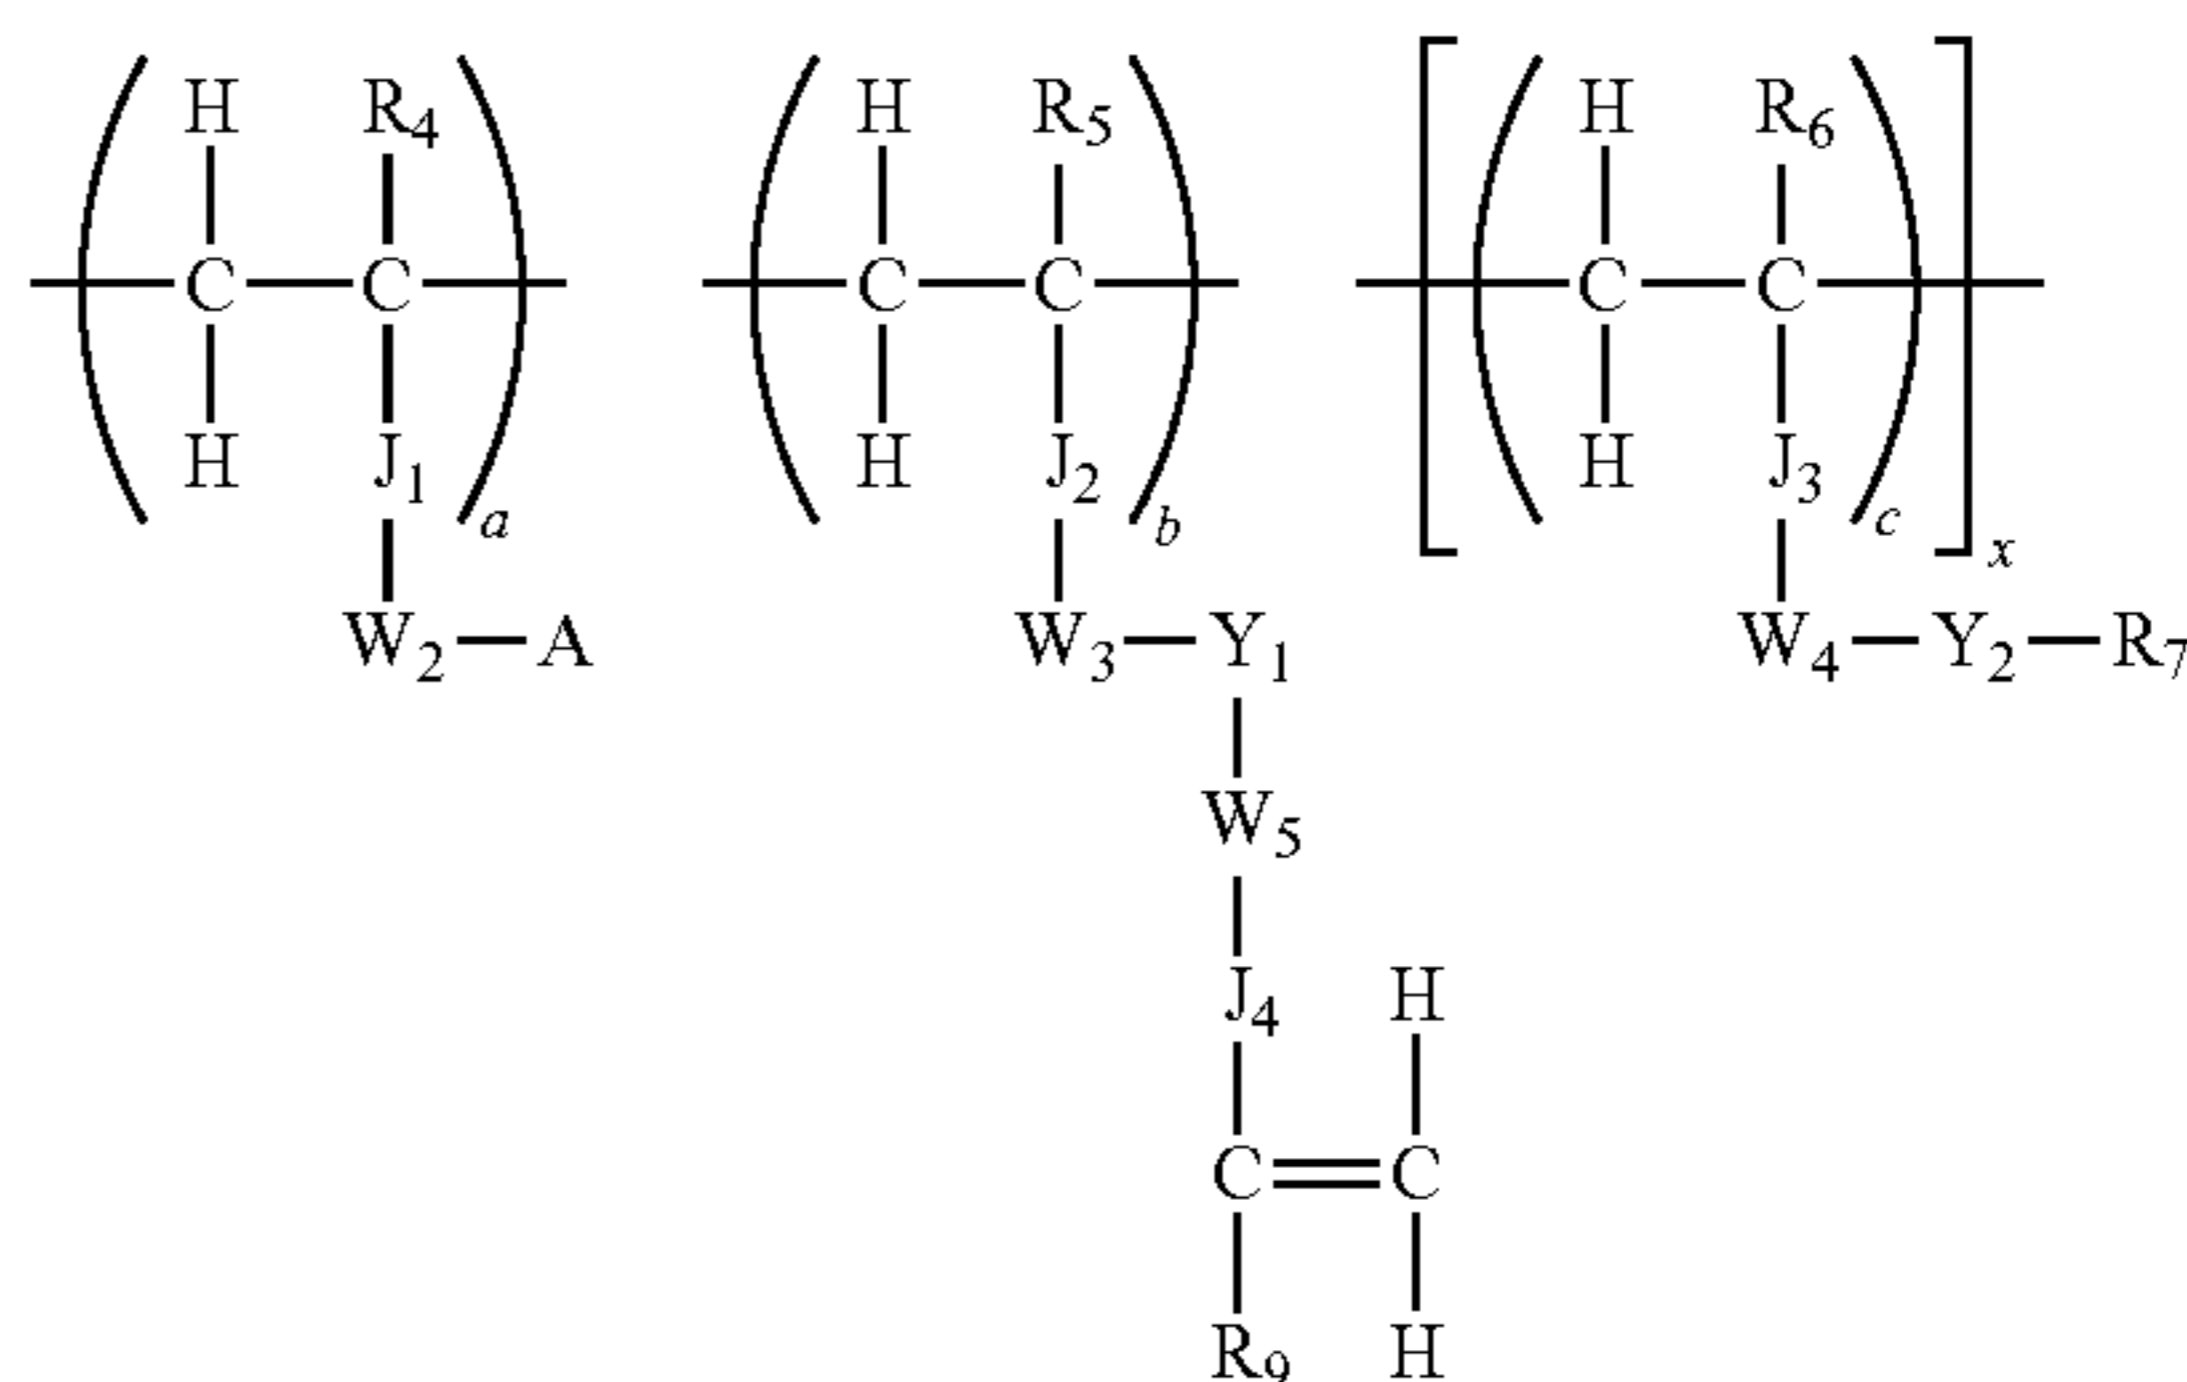 H R₄ H R₅ H R₆
C C C C C C
H J₁ a H J₂ b H J₃ c x
W₂ A W₃ Y₁ W₄ Y₂ R₇
W₅
J₄ H
C C
R₉ H